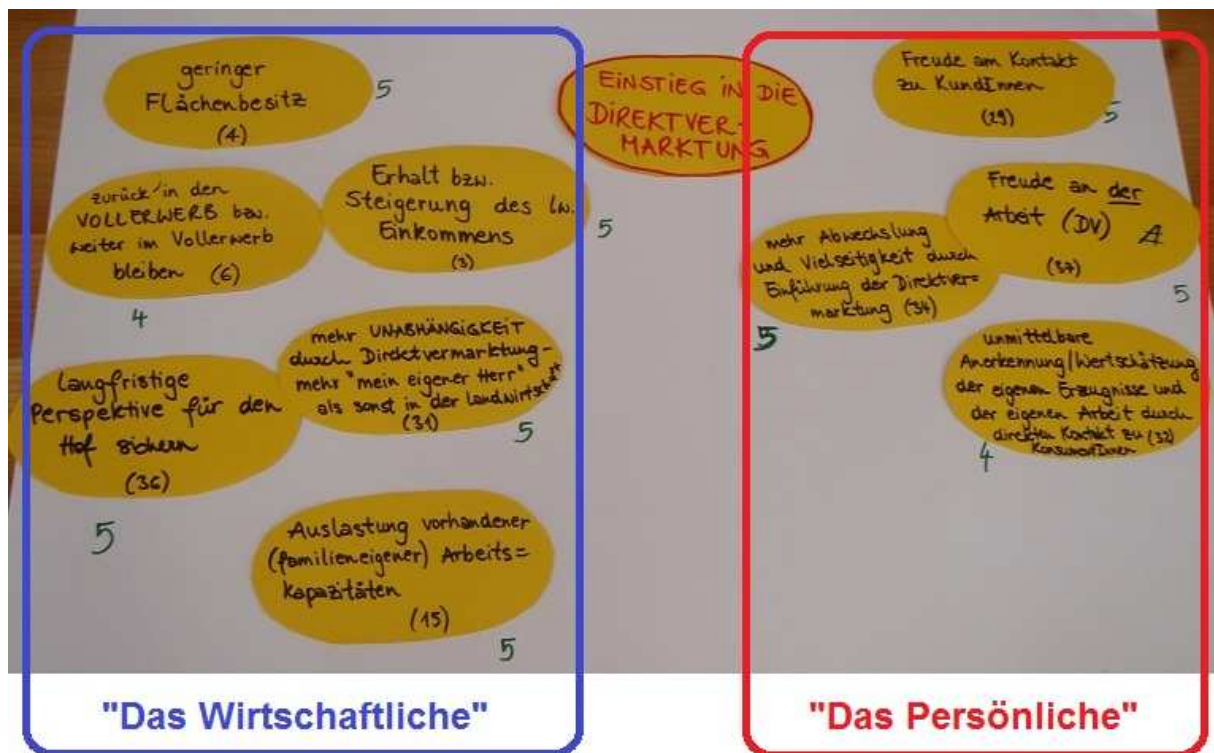 EINSTIEG IN DIE
DIREKTVER-
MARKTUNG
geringer
Flächenbesitz
(4)
5
zurück in den
VOLLERWERB bzw.
weiter im Vollerwerb
bleiben (6)
4
Erhalt bzw.
Steigerung des lw.
Einkommens
(3)
5
langfristige
Perspektive für den
Hof sichern
(36)
5
mehr UNABHÄNGIGKEIT
durch Direktvermarktung-
mehr "mein eigener Herr"
als sonst in der Landwirtschaft
(31)
5
Auslastung vorhandener
(familieneigener) Arbeits=
kapazitäten
(15)
5
"Das Wirtschaftliche"
Freude am Kontakt
zu KundInnen
(29)
5
Freude an der
Arbeit (DV) A
(37)
5
mehr Abwechslung
und Vielseitigkeit durch
Einführung der Direktver=
marktung (34)
5
unmittelbare
Anerkennung/Wertschätzung
der eigenen Erzeugnisse und
der eigenen Arbeit durch
direkten Kontakt zu (32)
KonsumentInnen
4
"Das Persönliche"